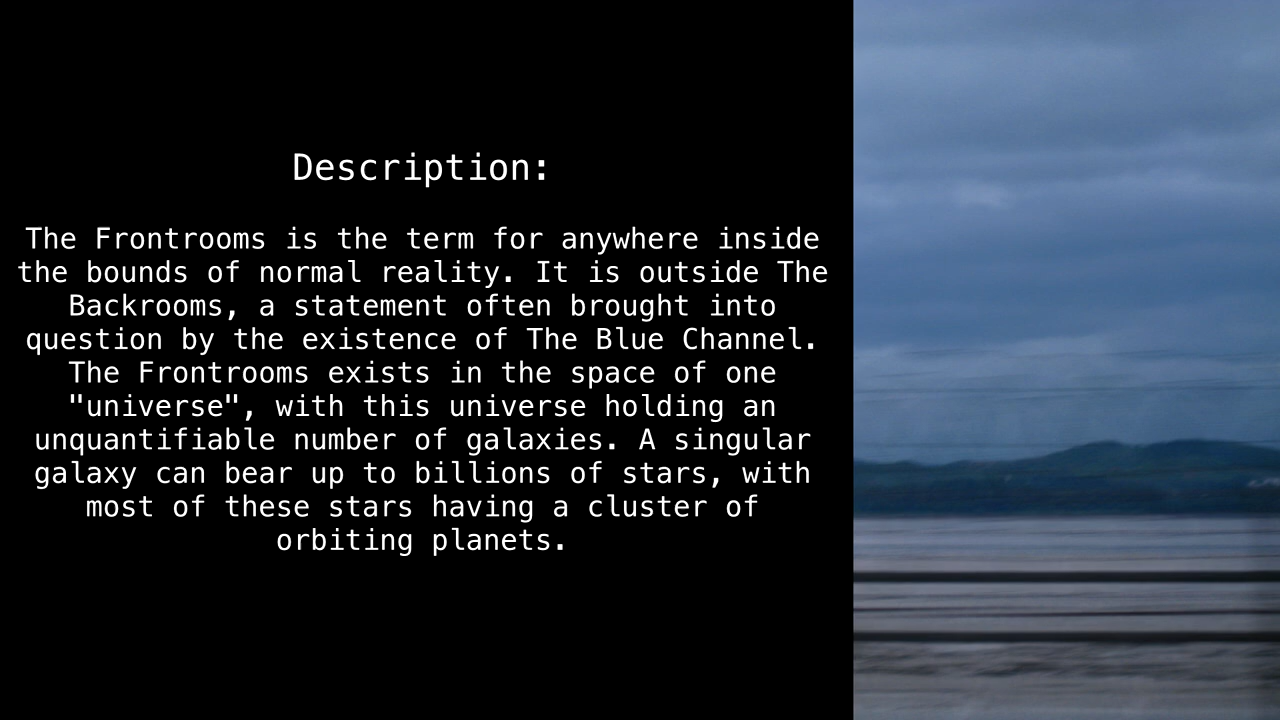 Description:
The Frontrooms is the term for anywhere inside
the bounds of normal reality. It is outside The
Backrooms, a statement often brought into
question by the existence of The Blue Channel.
The Frontrooms exists in the space of one
"universe", with this universe holding an
unquantifiable number of galaxies. A singular
galaxy can bear up to billions of stars, with
most of these stars having a cluster of
orbiting planets.